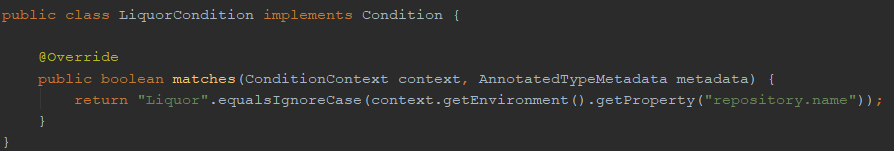 public class LiquorCondition implements Condition {
@Override
public boolean matches(ConditionContext context, AnnotatedTypeMetadata metadata) {
return "Liquor".equalsIgnoreCase(context.getEnvironment().getProperty("repository.name"));
}
}